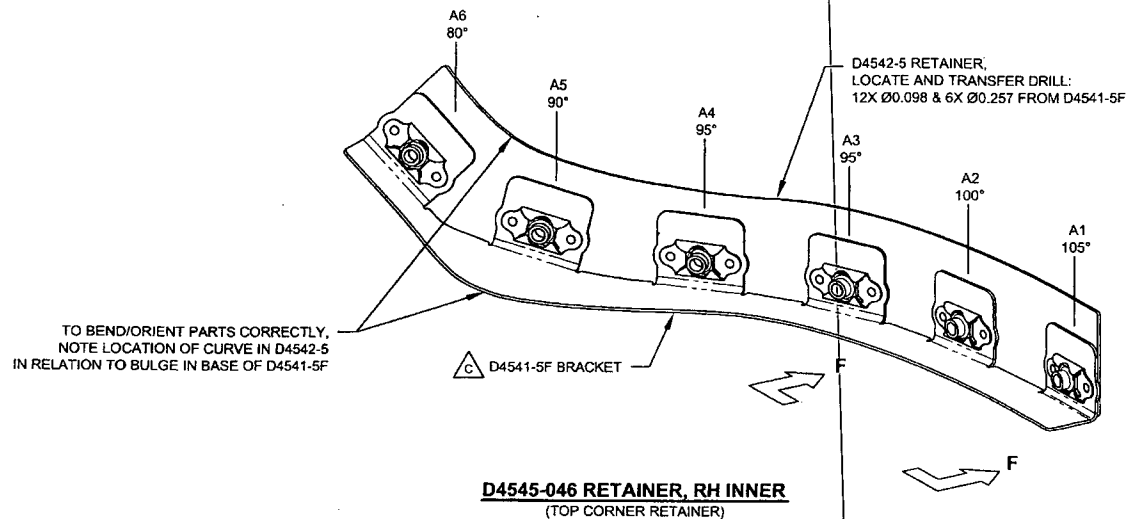 A6
80°
A5
90°
A4
95°
A3
95°
A2
100°
A1
105°
D4542-5 RETAINER,
LOCATE AND TRANSFER DRILL:
12X Ø0.098 & 6X Ø0.257 FROM D4541-5F
TO BEND/ORIENT PARTS CORRECTLY,
NOTE LOCATION OF CURVE IN D4542-5
IN RELATION TO BULGE IN BASE OF D4541-5F
C D4541-5F BRACKET
F
F
D4545-046 RETAINER, RH INNER
(TOP CORNER RETAINER)